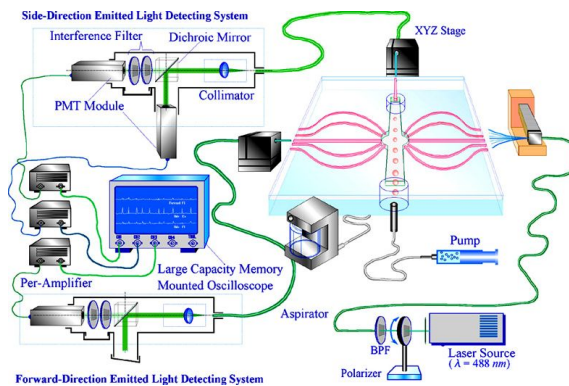 Side-Direction Emitted Light Detecting System
Interference Filter
Dichroic Mirror
XYZ Stage
PMT Module
Collimator
Large Capacity Memory
Mounted Oscilloscope
Per-Amplifier
Aspirator
Pump
BPF
Polarizer
Laser Source
( λ = 488 nm )
Forward-Direction Emitted Light Detecting System